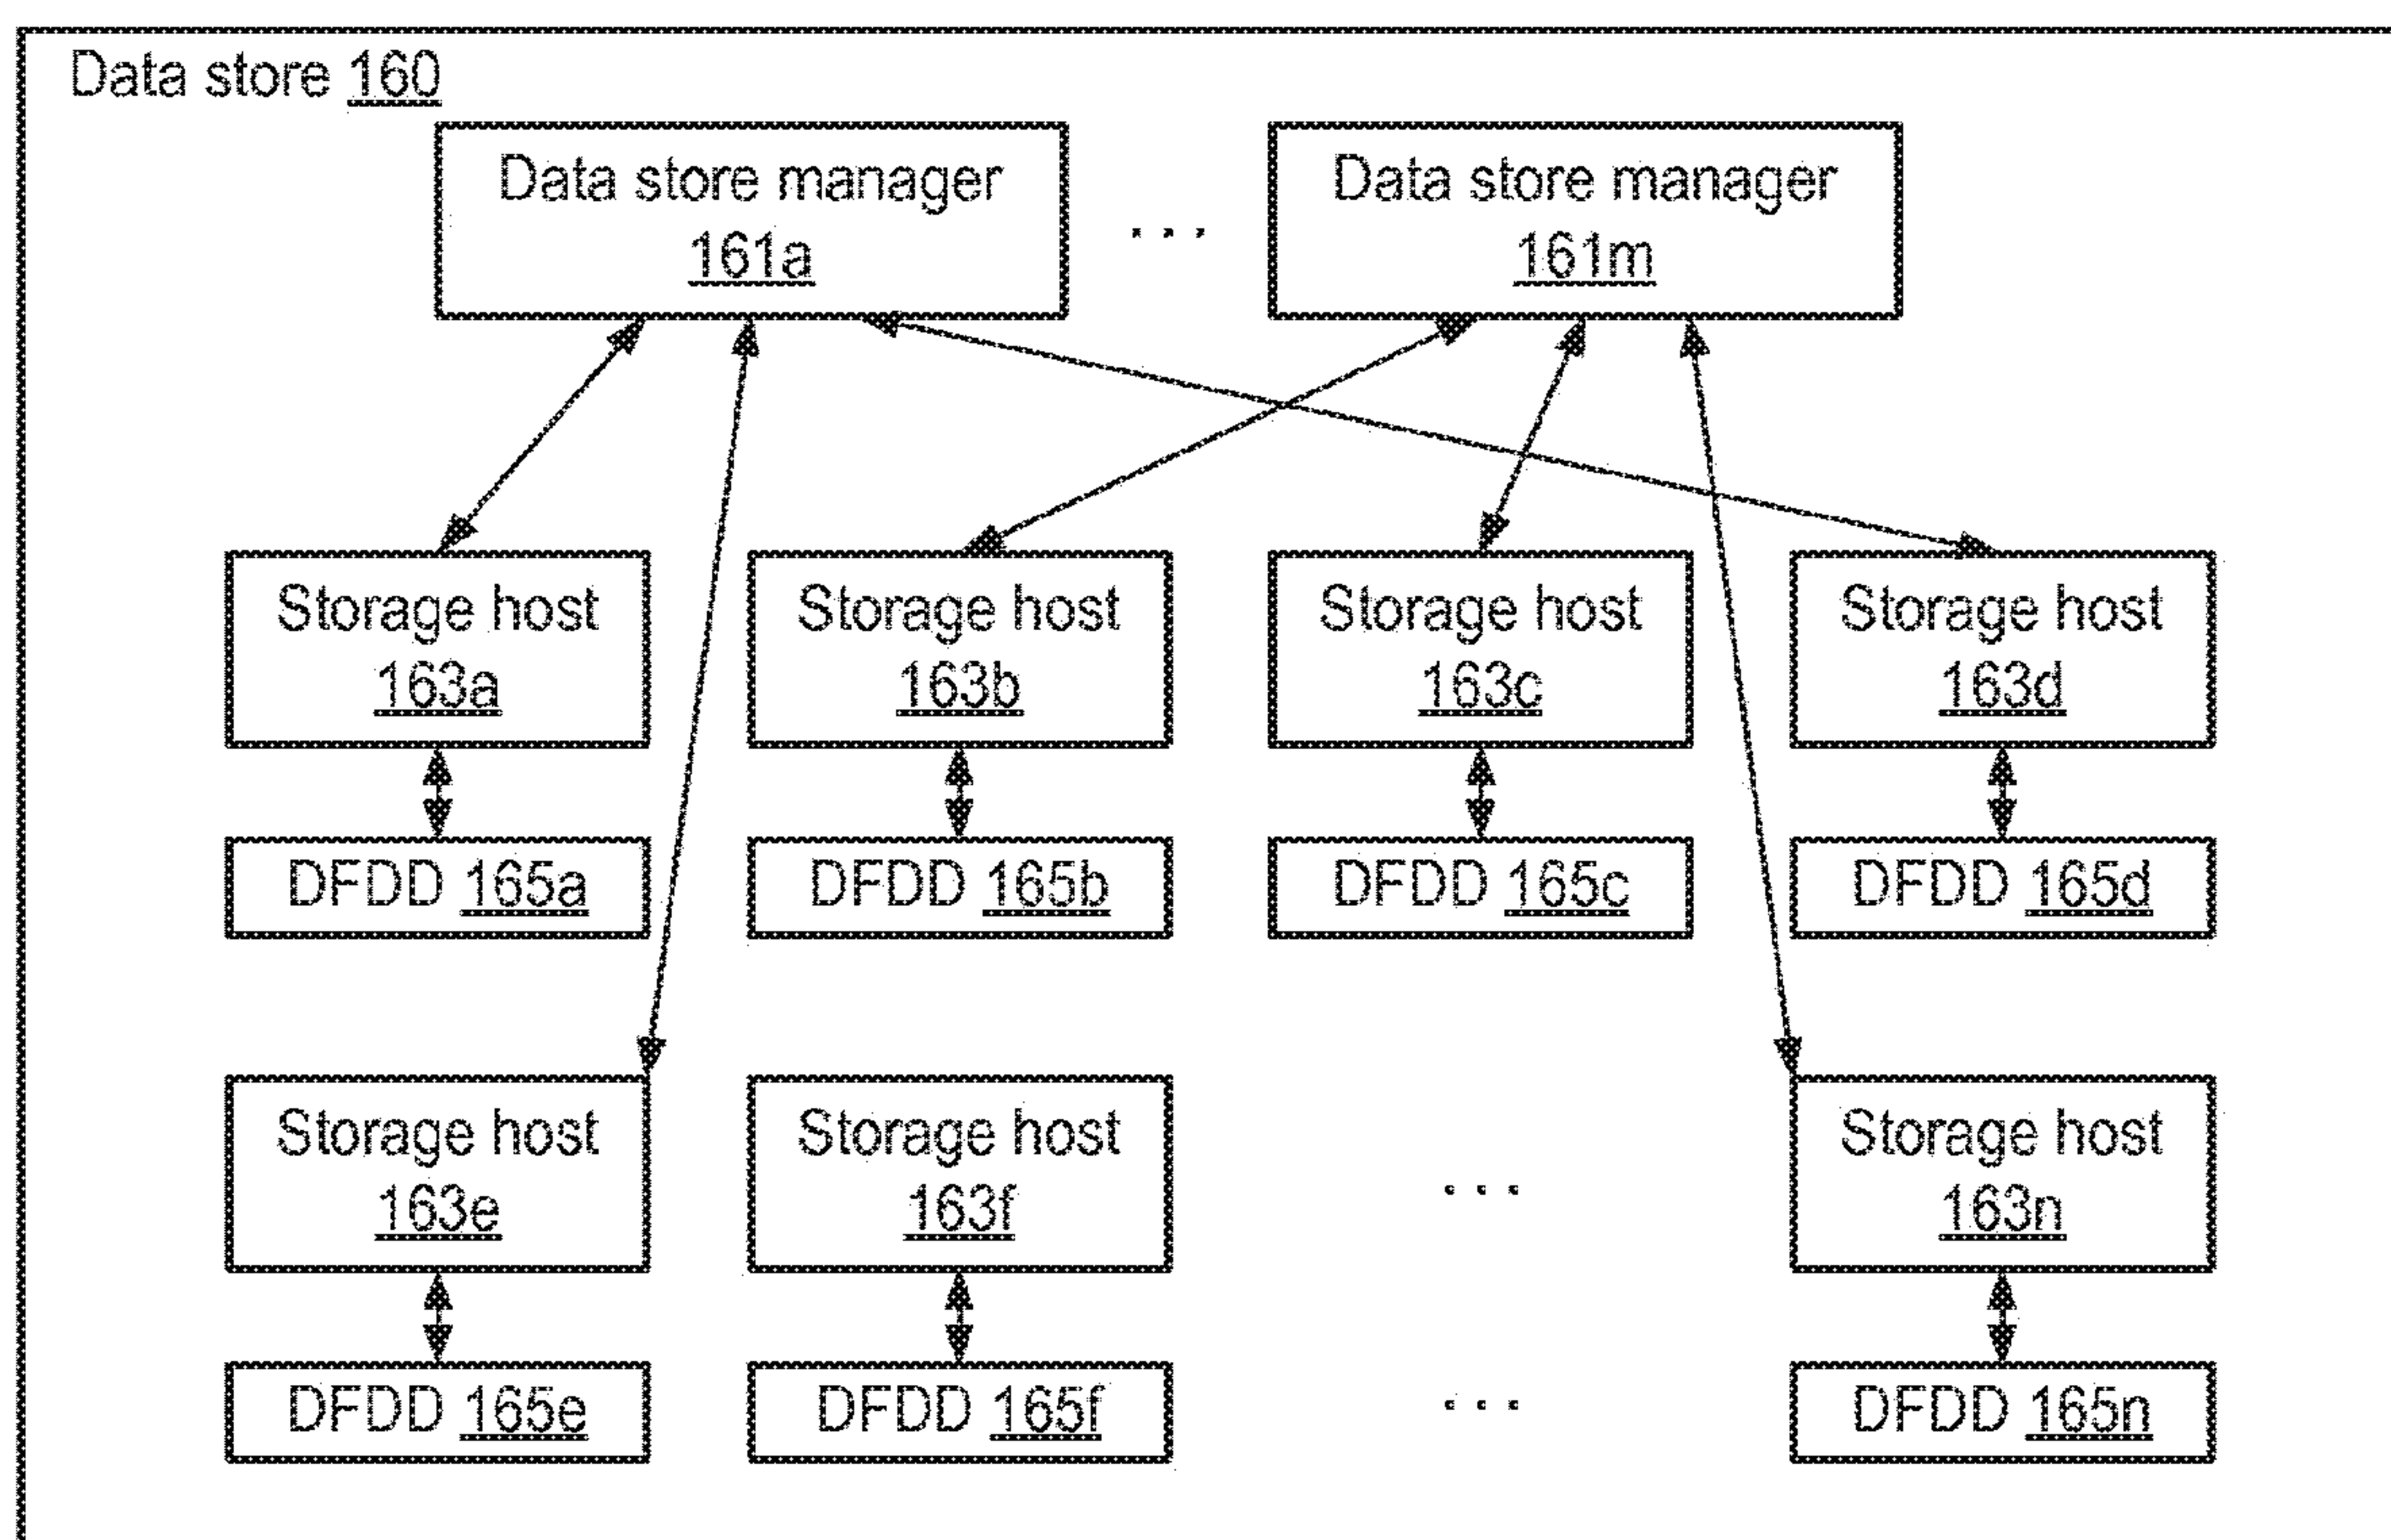 Data store 160
Data store manager
161a
. . .
Data store manager
161m
Storage host
163a
Storage host
163b
Storage host
163c
Storage host
163d
DFDD 165a
DFDD 165b
DFDD 165c
DFDD 165d
Storage host
163e
Storage host
163f
. . .
Storage host
163n
DFDD 165e
DFDD 165f
. . .
DFDD 165n